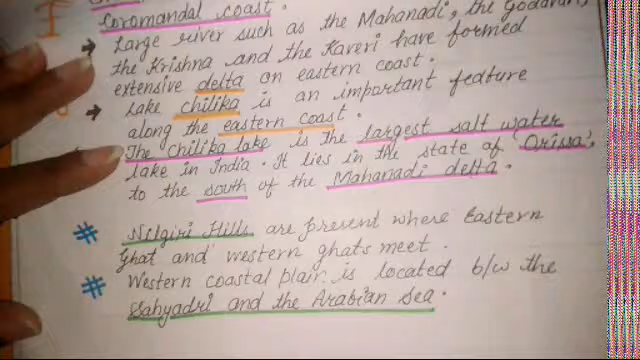 Coromandal coast.
Large river such as the Mahanadi, the Godavari,
the Krishna and the Kaveri have formed
extensive delta on eastern coast.
Lake chilika is an important feature
along the eastern coast.
The chilika lake is the largest salt water
lake in India. It lies in the state of 'Orissa',
to the south of the Mahanadi delta.
# Nilgiri Hills are present where Eastern
Ghat and western ghats meet.
# Western coastal plain is located b/w the
Sahyadri and the Arabian Sea.